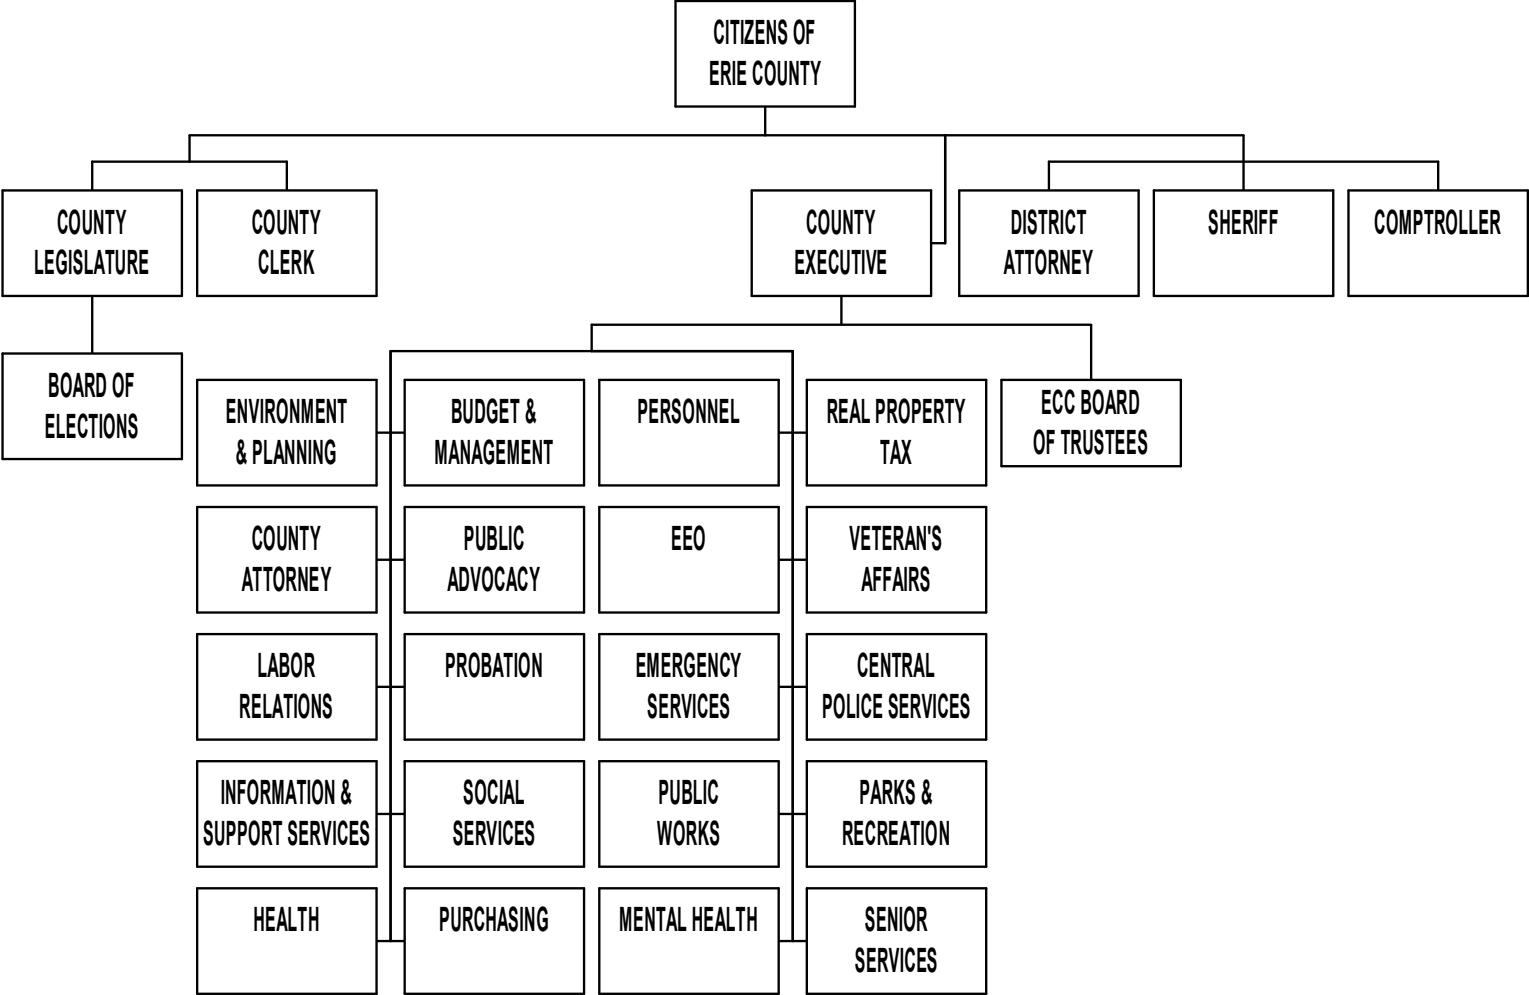 CITIZENS OF
ERIE COUNTY
COUNTY
LEGISLATURE
COUNTY
CLERK
COUNTY
EXECUTIVE
DISTRICT
ATTORNEY
SHERIFF
COMPTROLLER
BOARD OF
ELECTIONS
ENVIRONMENT
& PLANNING
BUDGET &
MANAGEMENT
PERSONNEL
REAL PROPERTY
TAX
ECC BOARD
OF TRUSTEES
COUNTY
ATTORNEY
PUBLIC
ADVOCACY
EEO
VETERAN'S
AFFAIRS
LABOR
RELATIONS
PROBATION
EMERGENCY
SERVICES
CENTRAL
POLICE SERVICES
INFORMATION &
SUPPORT SERVICES
SOCIAL
SERVICES
PUBLIC
WORKS
PARKS &
RECREATION
HEALTH
PURCHASING
MENTAL HEALTH
SENIOR
SERVICES